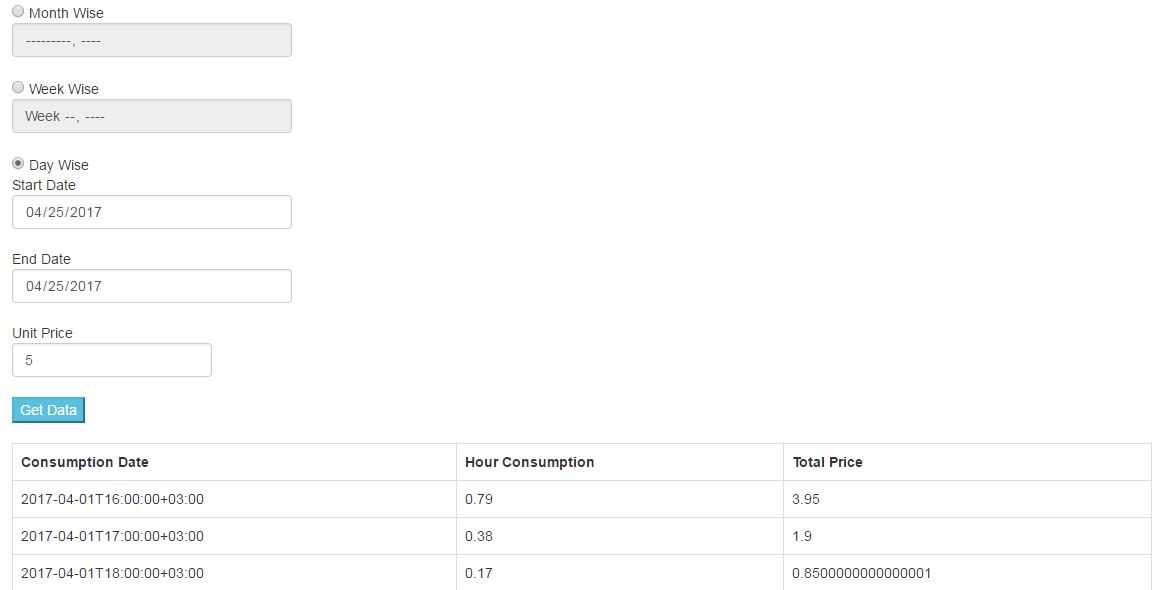 Month Wise
---------, ----
Week Wise
Week --, ----
Day Wise
Start Date
04/25/2017
End Date
04/25/2017
Unit Price
5
Get Data
Consumption Date Hour Consumption Total Price
2017-04-01T16:00:00+03:00 0.79 3.95
2017-04-01T17:00:00+03:00 0.38 1.9
2017-04-01T18:00:00+03:00 0.17 0.8500000000000001